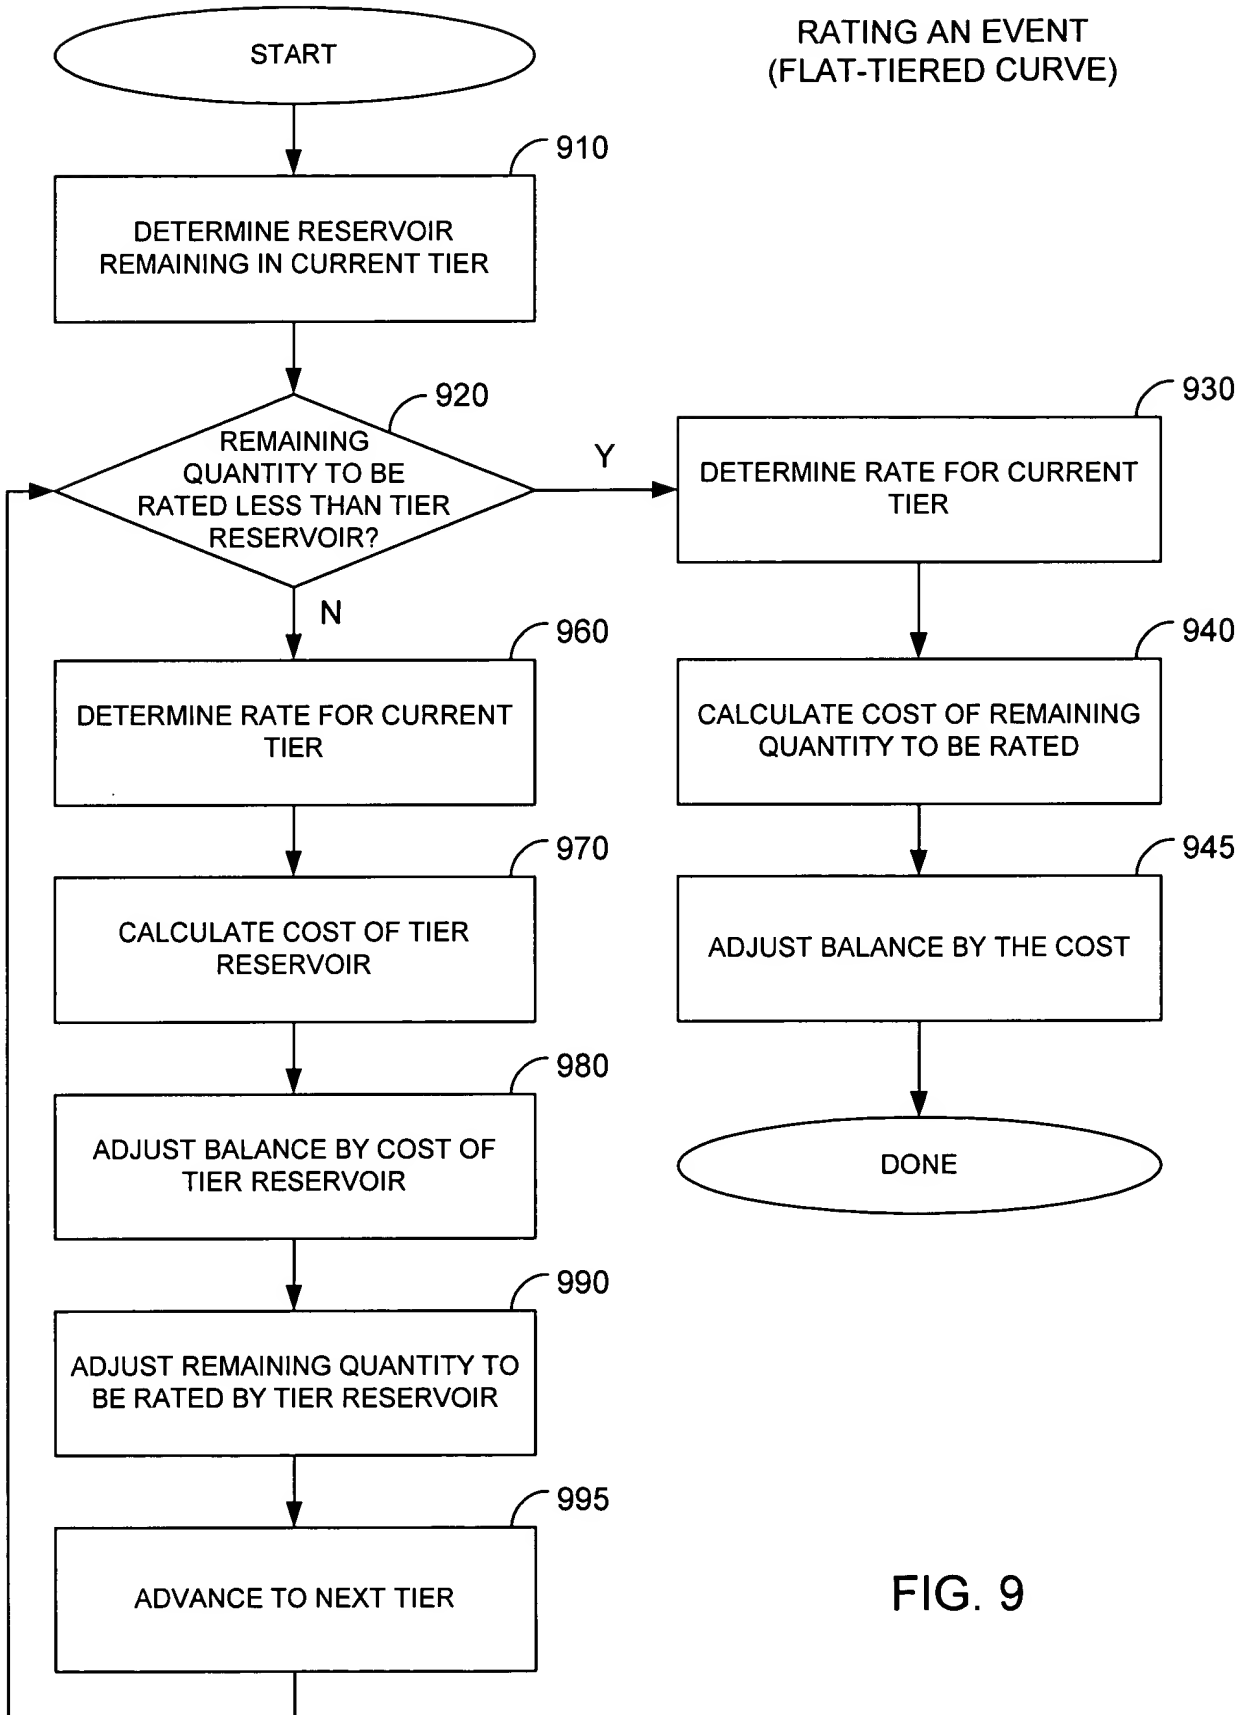 START
RATING AN EVENT
(FLAT-TIERED CURVE)
910
DETERMINE RESERVOIR
REMAINING IN CURRENT TIER
920
REMAINING
QUANTITY TO BE
RATED LESS THAN TIER
RESERVOIR?
Y
N
930
DETERMINE RATE FOR CURRENT
TIER
940
CALCULATE COST OF REMAINING
QUANTITY TO BE RATED
945
ADJUST BALANCE BY THE COST
DONE
960
DETERMINE RATE FOR CURRENT
TIER
970
CALCULATE COST OF TIER
RESERVOIR
980
ADJUST BALANCE BY COST OF
TIER RESERVOIR
990
ADJUST REMAINING QUANTITY TO
BE RATED BY TIER RESERVOIR
995
ADVANCE TO NEXT TIER
FIG. 9